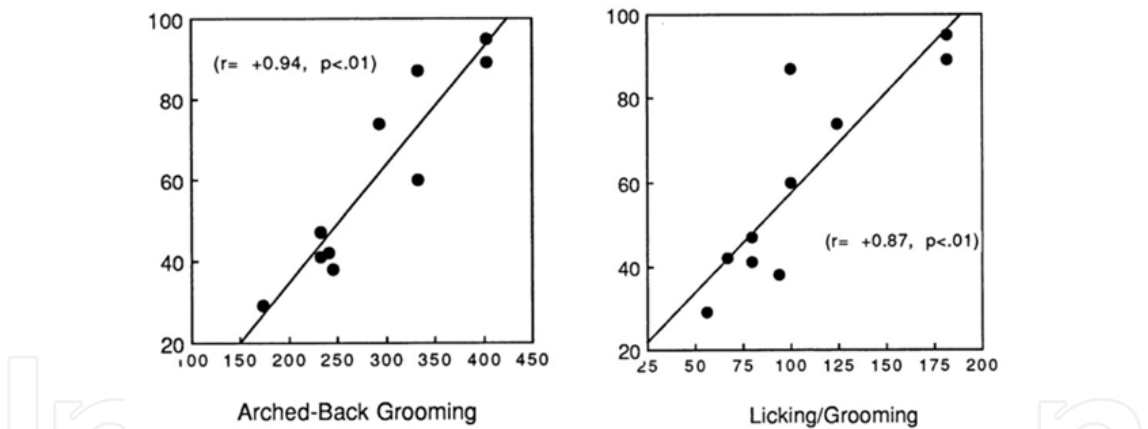 100
80
60
40
20
(r= +0.94, p<.01)
100 150 200 250 300 350 400 450
Arched-Back Grooming
100
80
60
40
20
(r= +0.87, p<.01)
25 50 75 100 125 150 175 200
Licking/Grooming